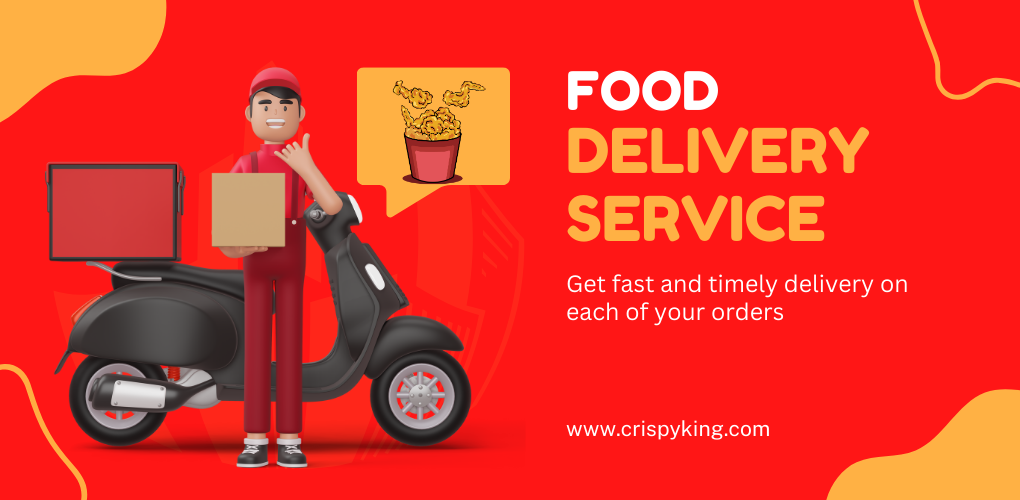 FOOD
DELIVERY
SERVICE
Get fast and timely delivery on
each of your orders
www.crispyking.com